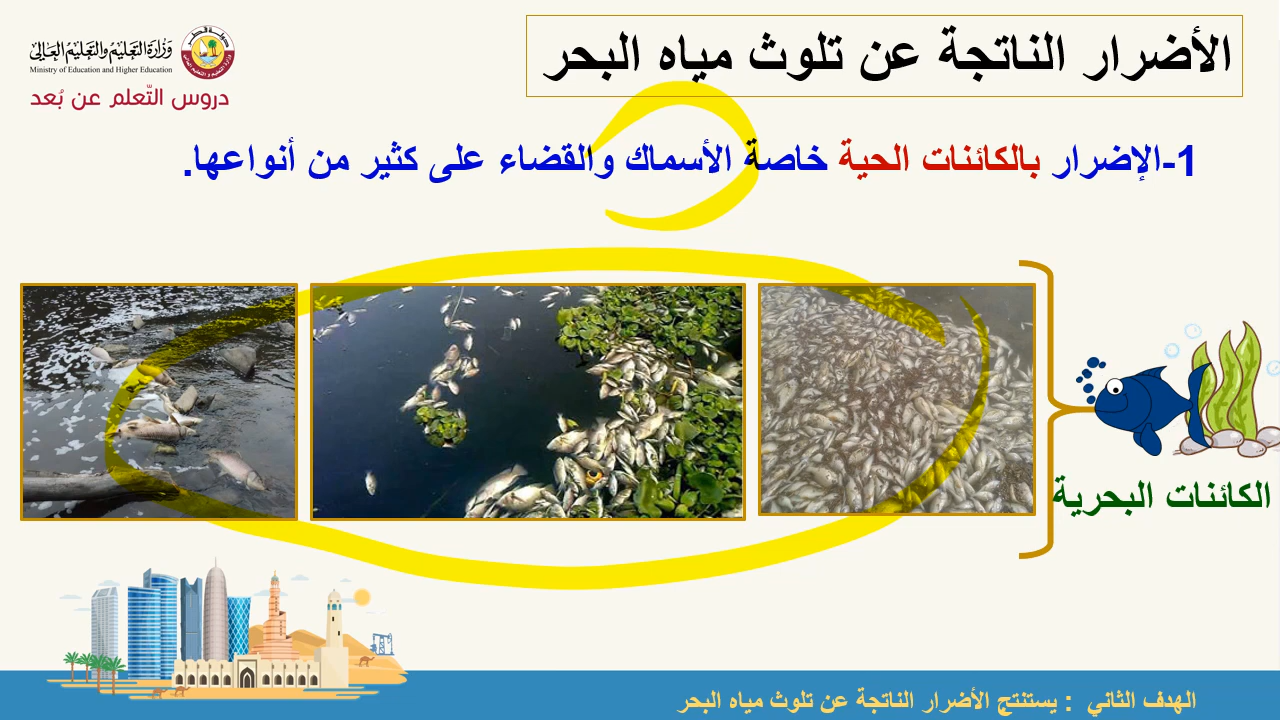 الأضرار الناتجة عن تلوث مياه البحر
وزارة التعليم والتعليم العالي
Ministry of Education and Higher Education
دروس التّعلم عن بُعد
1-الإضرار بالكائنات الحية خاصة الأسماك والقضاء على كثير من أنواعها.
الكائنات البحرية
الهدف الثاني : يستنتج الأضرار الناتجة عن تلوث مياه البحر